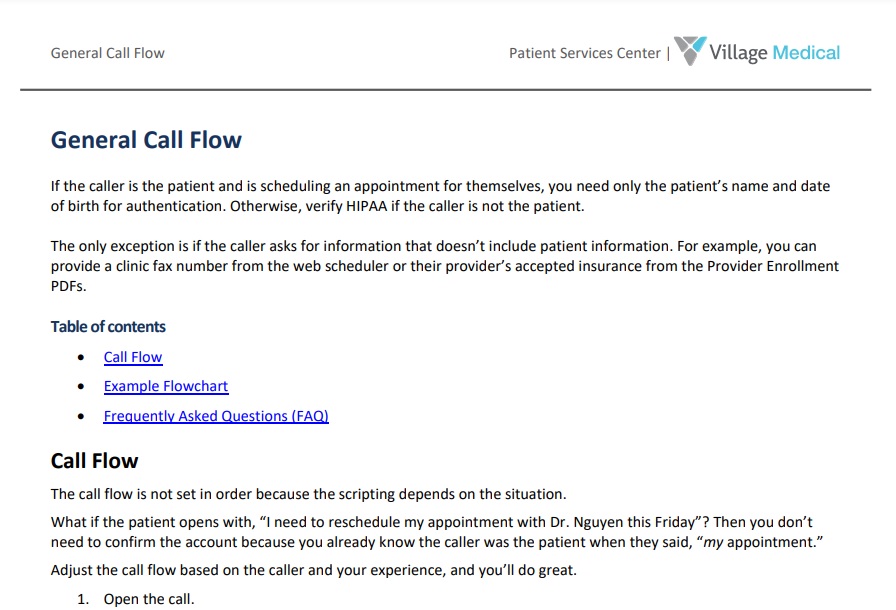 General Call Flow
Patient Services Center | Village Medical
General Call Flow
If the caller is the patient and is scheduling an appointment for themselves, you need only the patient’s name and date
of birth for authentication. Otherwise, verify HIPAA if the caller is not the patient.
The only exception is if the caller asks for information that doesn’t include patient information. For example, you can
provide a clinic fax number from the web scheduler or their provider’s accepted insurance from the Provider Enrollment
PDFs.
Table of contents
• Call Flow
• Example Flowchart
• Frequently Asked Questions (FAQ)
Call Flow
The call flow is not set in order because the scripting depends on the situation.
What if the patient opens with, “I need to reschedule my appointment with Dr. Nguyen this Friday”? Then you don’t
need to confirm the account because you already know the caller was the patient when they said, “my appointment.”
Adjust the call flow based on the caller and your experience, and you’ll do great.
1. Open the call.